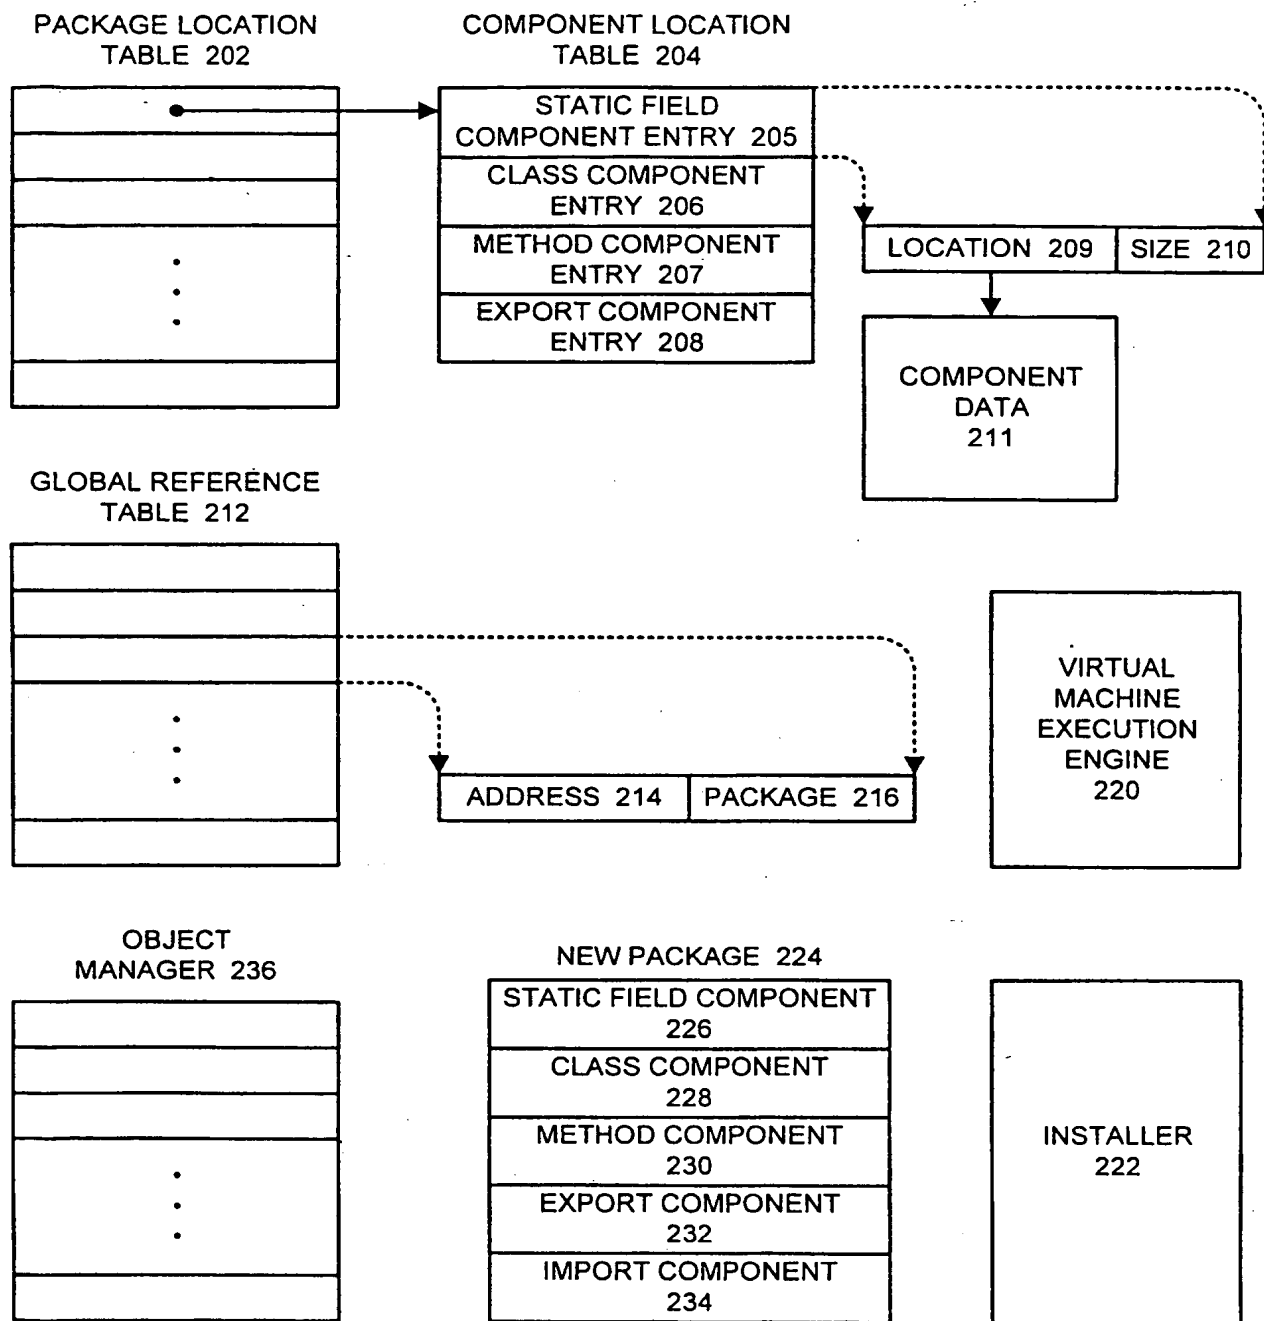 PACKAGE LOCATION
TABLE 202
COMPONENT LOCATION
TABLE 204
STATIC FIELD
COMPONENT ENTRY 205
CLASS COMPONENT
ENTRY 206
METHOD COMPONENT
ENTRY 207
EXPORT COMPONENT
ENTRY 208
LOCATION 209
SIZE 210
COMPONENT
DATA
211
GLOBAL REFERENCE
TABLE 212
ADDRESS 214
PACKAGE 216
VIRTUAL
MACHINE
EXECUTION
ENGINE
220
OBJECT
MANAGER 236
NEW PACKAGE 224
STATIC FIELD COMPONENT
226
CLASS COMPONENT
228
METHOD COMPONENT
230
EXPORT COMPONENT
232
IMPORT COMPONENT
234
INSTALLER
222